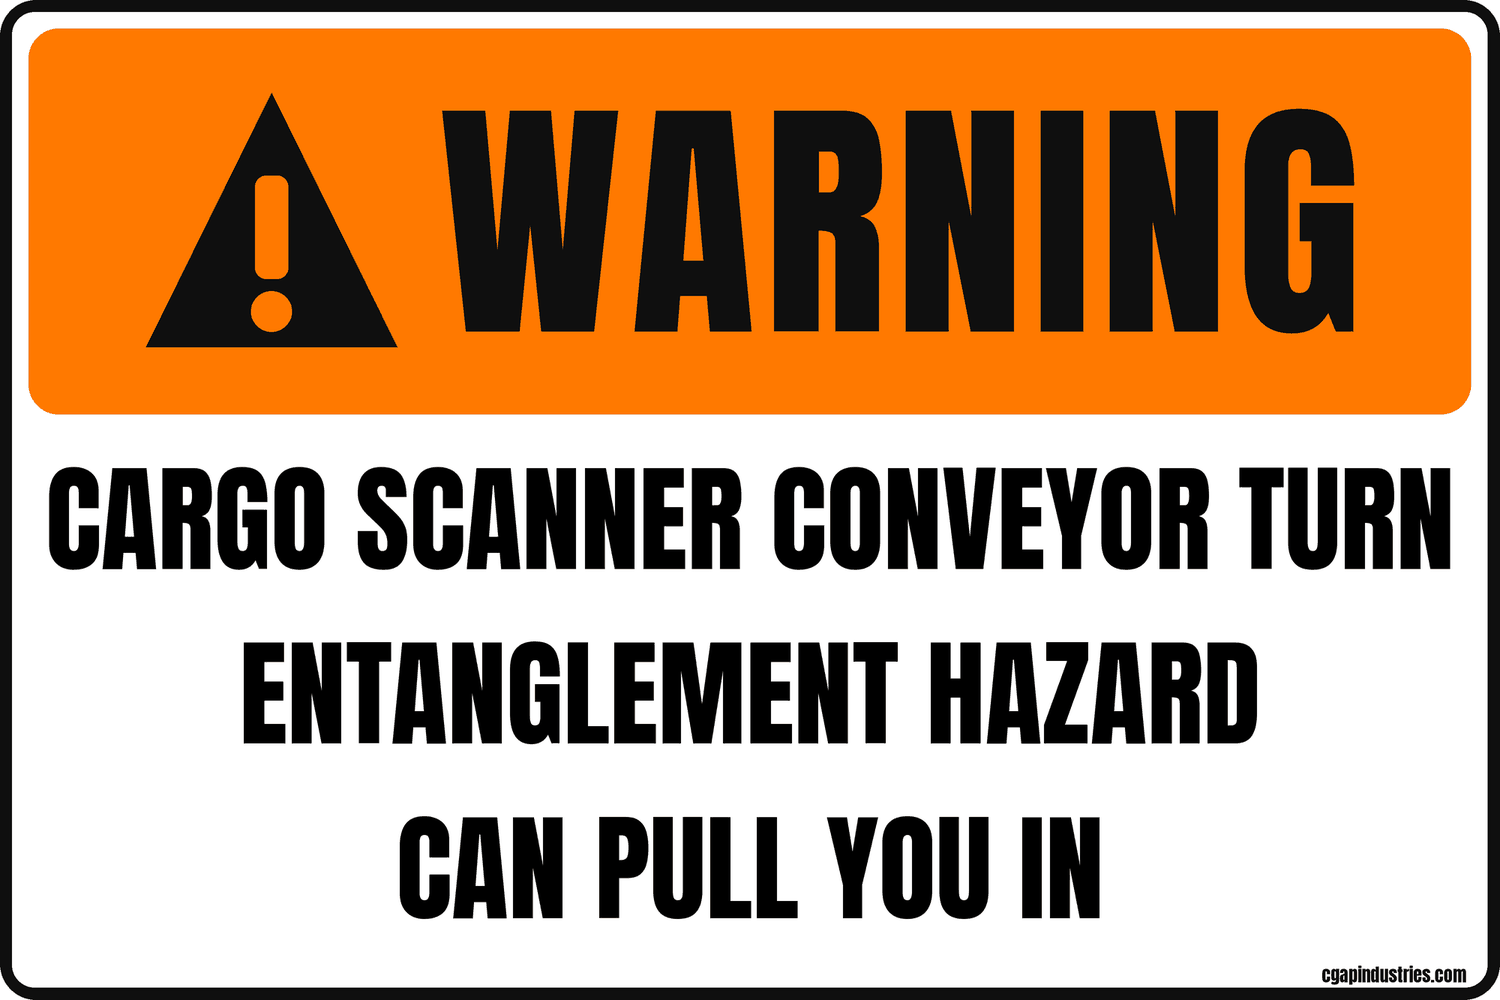 WARNING
CARGO SCANNER CONVEYOR TURN
ENTANGLEMENT HAZARD
CAN PULL YOU IN
cgapindustries.com